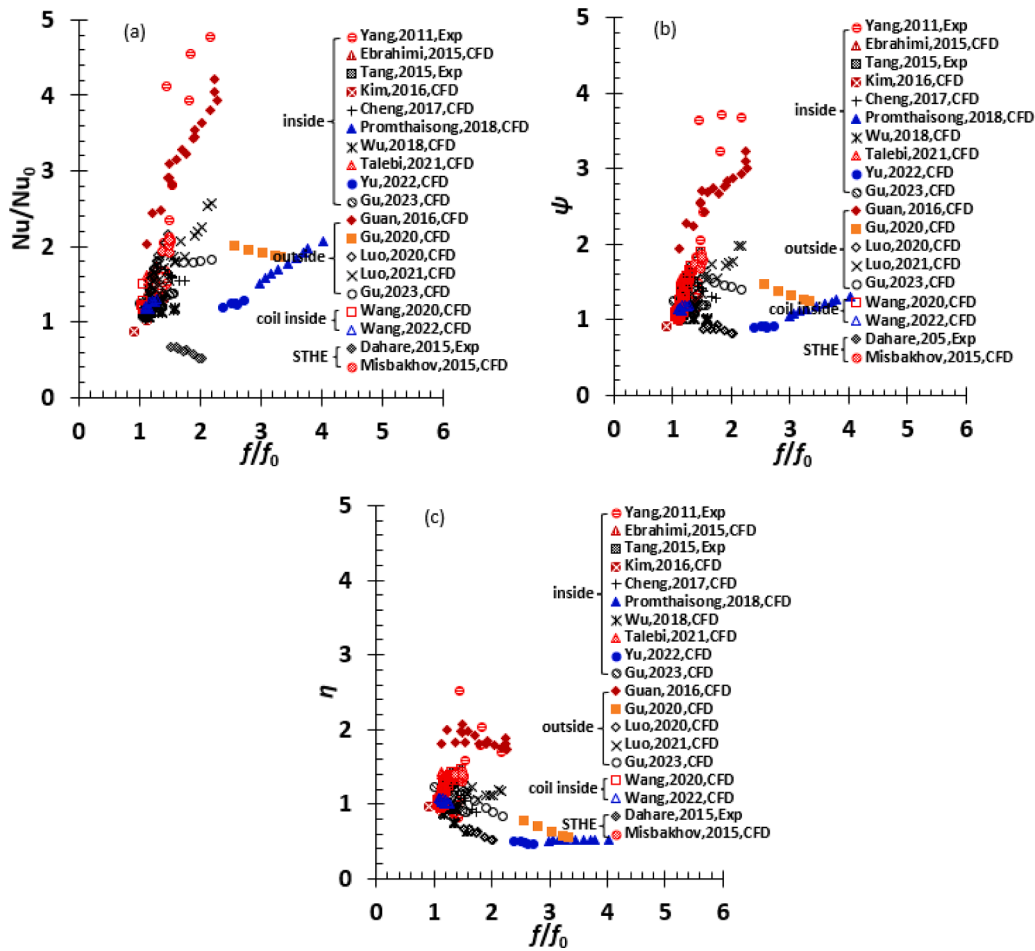 (a)
Nu/Nu0
5
4
3
2
1
0
0 1 2 3 4 5 6
f/f0
inside
Yang,2011,Exp
Ebrahimi,2015,CFD
Tang,2015,Exp
Kim,2016,CFD
Cheng,2017,CFD
Promthaisong,2018,CFD
Wu,2018,CFD
Talebi,2021,CFD
Yu,2022,CFD
Gu,2023,CFD
outside
Guan,2016,CFD
Gu,2020,CFD
Luo,2020,CFD
Luo,2021,CFD
Gu,2023,CFD
coil inside
Wang,2020,CFD
Wang,2022,CFD
STHE
Dahare,2015,Exp
Misbakhov,2015,CFD
(b)
ψ
5
4
3
2
1
0
0 1 2 3 4 5 6
f/f0
inside
Yang,2011,Exp
Ebrahimi,2015,CFD
Tang,2015,Exp
Kim,2016,CFD
Cheng,2017,CFD
Promthaisong,2018,CFD
Wu,2018,CFD
Talebi,2021,CFD
Yu,2022,CFD
Gu,2023,CFD
outside
Guan,2016,CFD
Gu,2020,CFD
Luo,2020,CFD
Luo,2021,CFD
Gu,2023,CFD
coil inside
Wang,2020,CFD
Wang,2022,CFD
STHE
Dahare,205,Exp
Misbakhov,2015,CFD
(c)
η
5
4
3
2
1
0
0 1 2 3 4 5 6
f/f0
inside
Yang,2011,Exp
Ebrahimi,2015,CFD
Tang,2015,Exp
Kim,2016,CFD
Cheng,2017,CFD
Promthaisong,2018,CFD
Wu,2018,CFD
Talebi,2021,CFD
Yu,2022,CFD
Gu,2023,CFD
outside
Guan,2016,CFD
Gu,2020,CFD
Luo,2020,CFD
Luo,2021,CFD
Gu,2023,CFD
coil inside
Wang,2020,CFD
Wang,2022,CFD
STHE
Dahare,2015,Exp
Misbakhov,2015,CFD